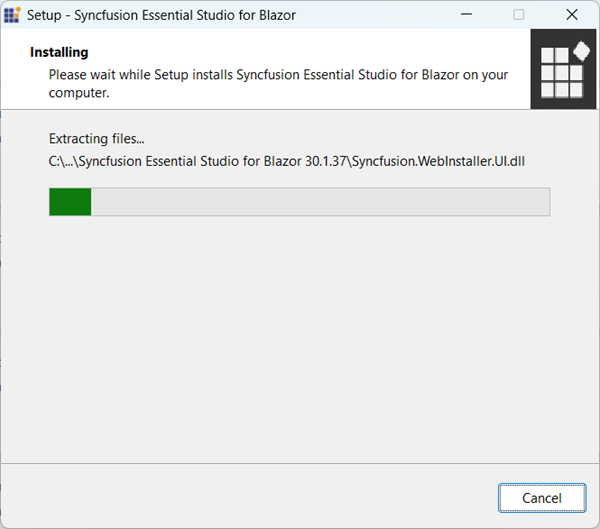 Setup - Syncfusion Essential Studio for Blazor
Installing
Please wait while Setup installs Syncfusion Essential Studio for Blazor on your
computer.
Extracting files...
C:\...\Syncfusion Essential Studio for Blazor 30.1.37\Syncfusion.WebInstaller.UI.dll
Cancel